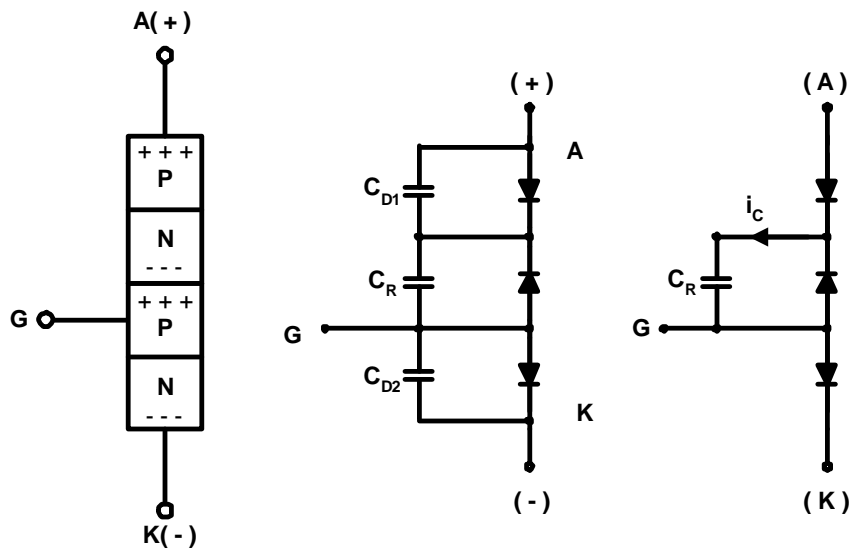 A(+)
+ + +
P
N
- - -
+ + +
P
N
- - -
G
K(-)
(+)
A
C_D1
C_R
G
C_D2
K
(-)
(A)
i_C
C_R
G
(K)